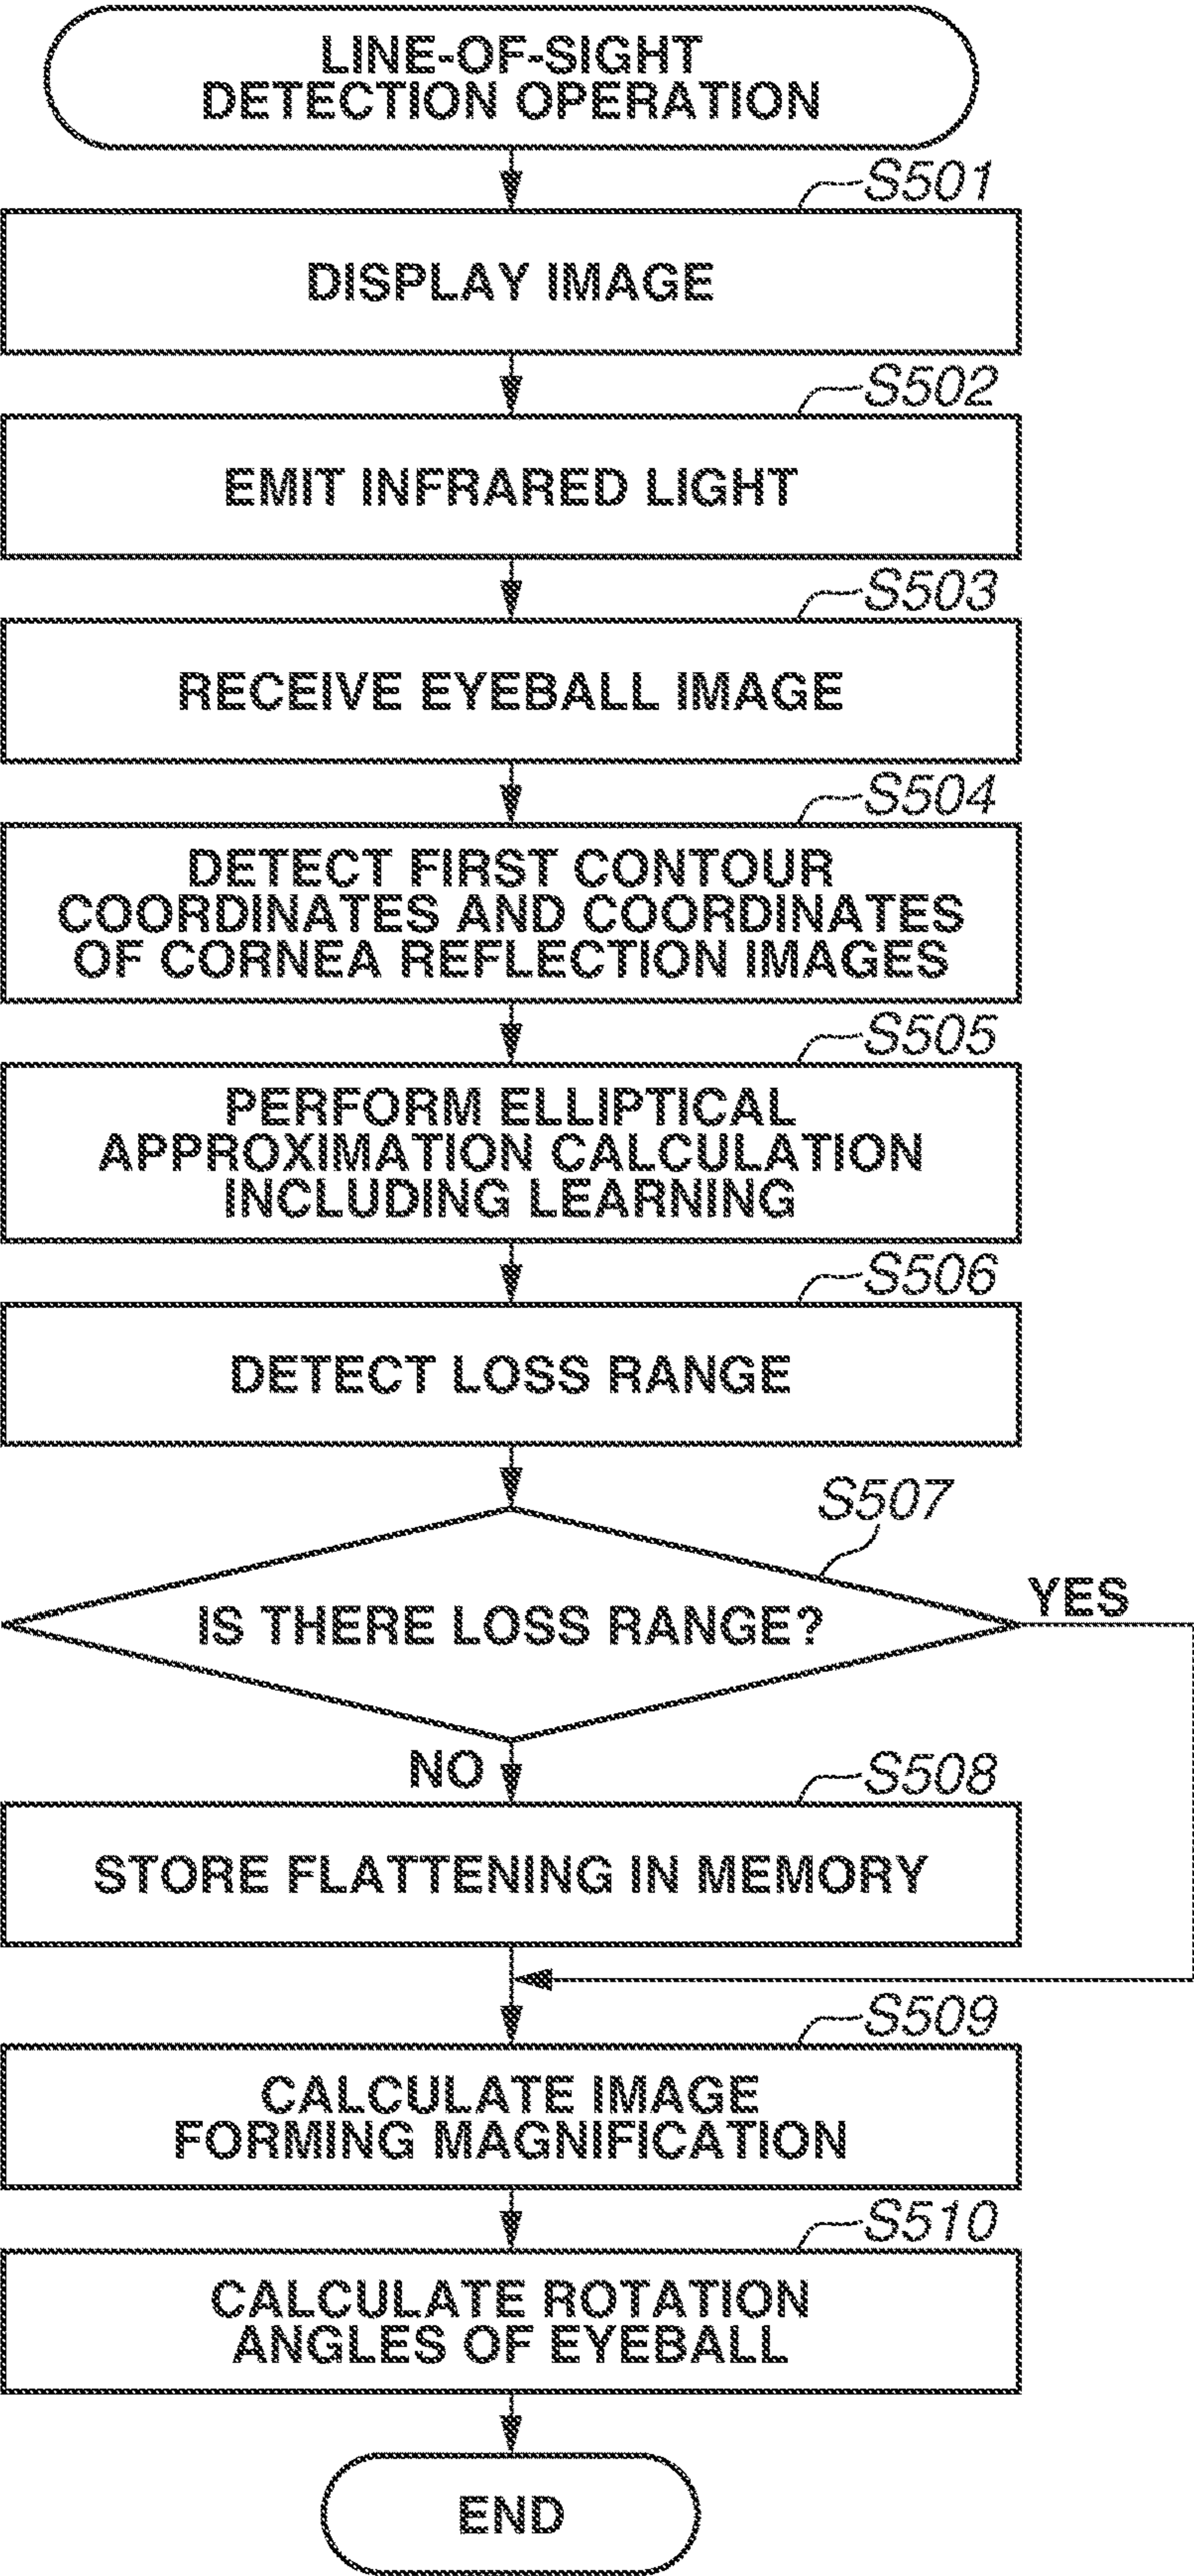 LINE-OF-SIGHT
DETECTION OPERATION
S501
DISPLAY IMAGE
S502
EMIT INFRARED LIGHT
S503
RECEIVE EYEBALL IMAGE
S504
DETECT FIRST CONTOUR
COORDINATES AND COORDINATES
OF CORNEA REFLECTION IMAGES
S505
PERFORM ELLIPTICAL
APPROXIMATION CALCULATION
INCLUDING LEARNING
S506
DETECT LOSS RANGE
S507
YES
IS THERE LOSS RANGE?
NO
S508
STORE FLATTENING IN MEMORY
S509
CALCULATE IMAGE
FORMING MAGNIFICATION
S510
CALCULATE ROTATION
ANGLES OF EYEBALL
END